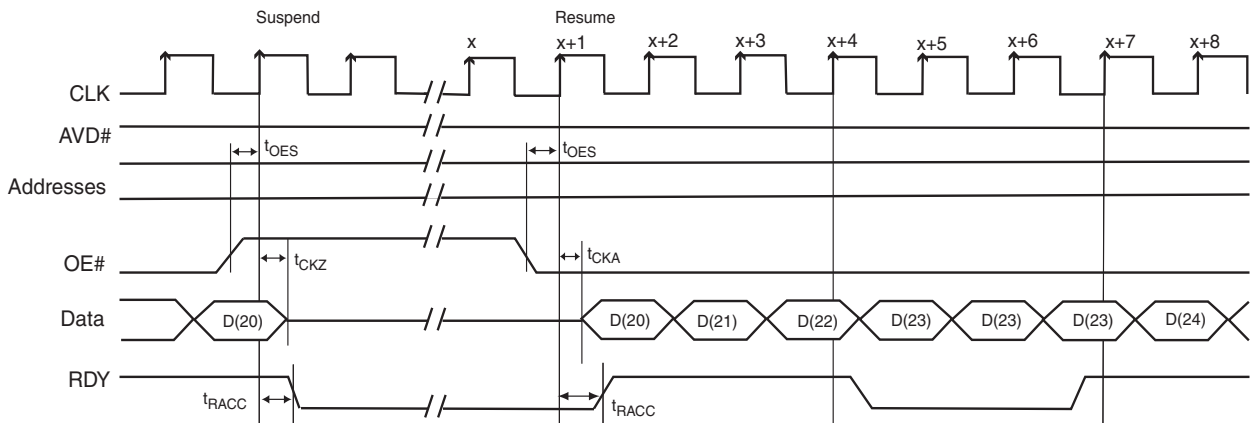 Suspend Resume
x x+1 x+2 x+3 x+4 x+5 x+6 x+7 x+8
CLK
AVD#
tOES tOES
Addresses
OE# tCKZ tCKA
Data D(20) D(20) D(21) D(22) D(23) D(23) D(23) D(24)
RDY
tRACC tRACC